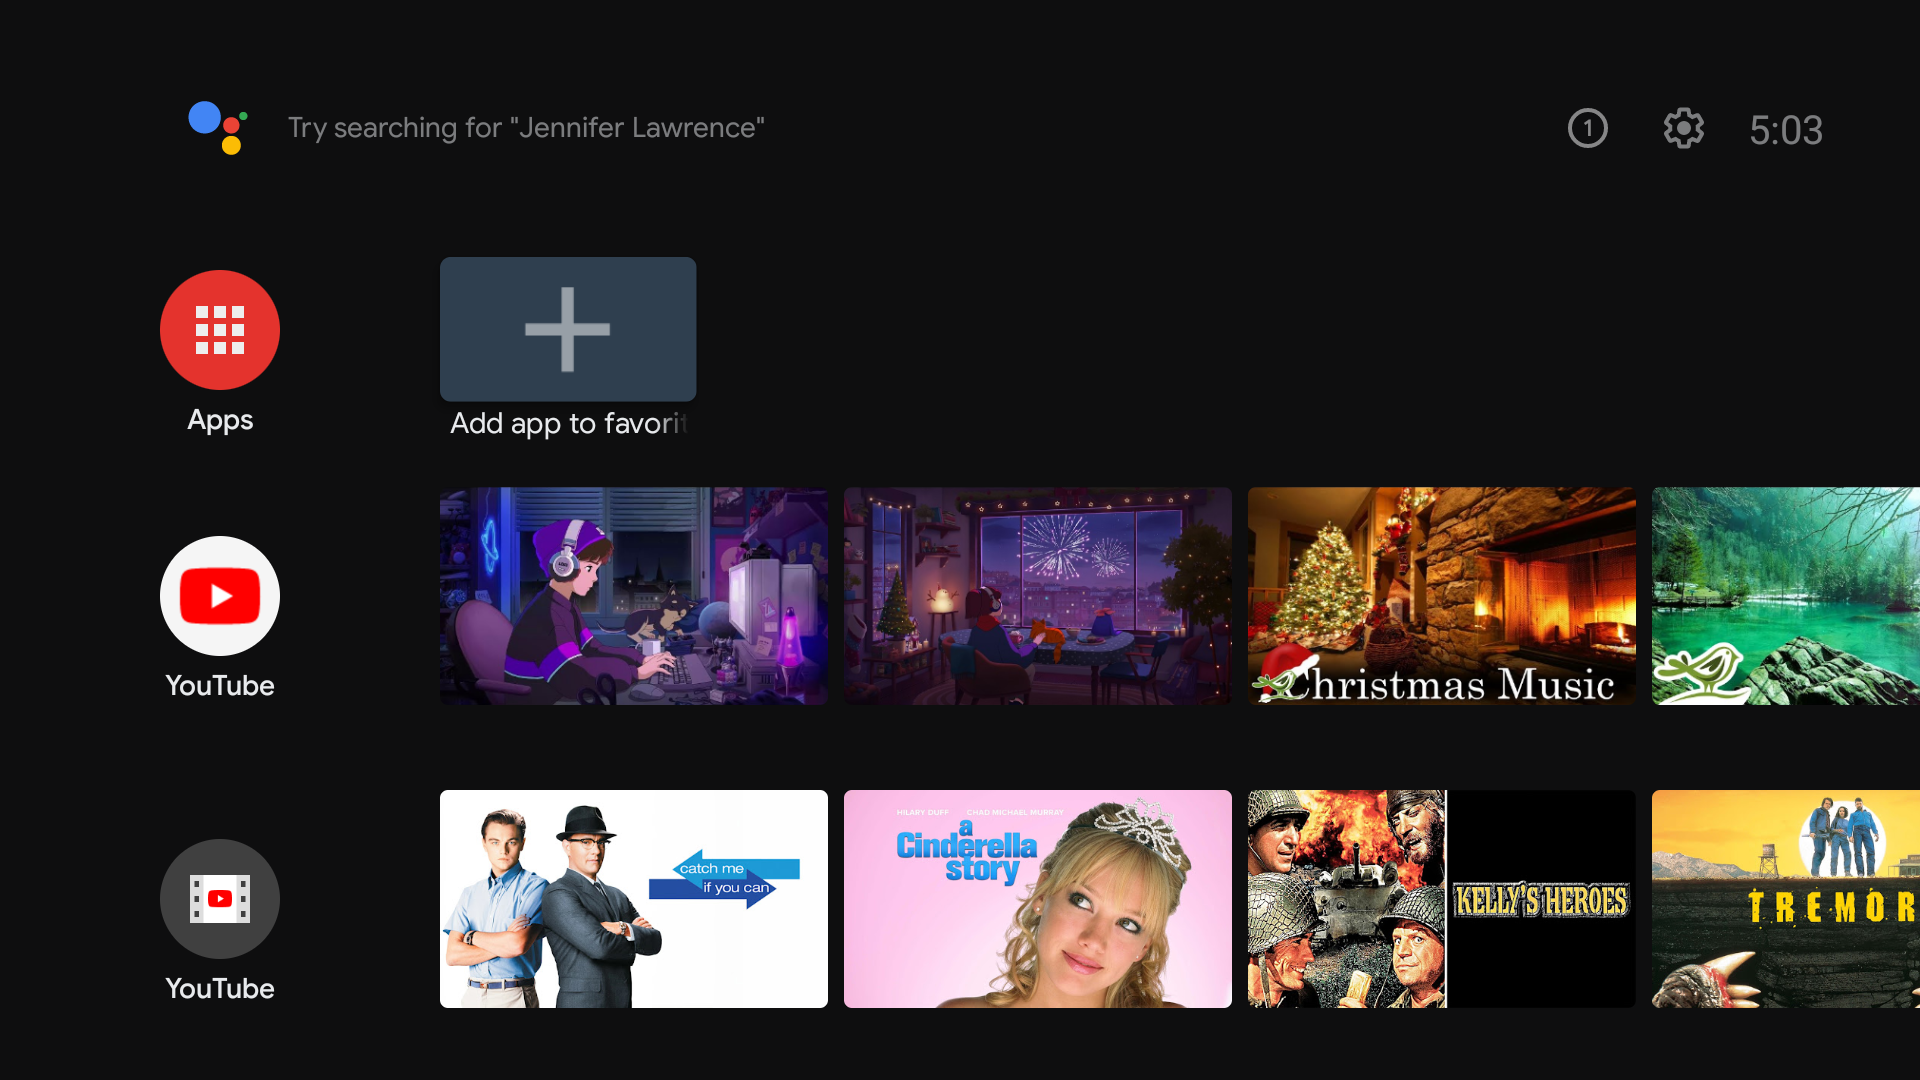 Try searching for "Jennifer Lawrence"
1
5:03
Apps
Add app to favorit
YouTube
Christmas Music
YouTube
catch me
if you can
HILARY DUFF CHAD MICHAEL MURRAY
a
Cinderella
story
KELLY'S HEROES
TREMOR